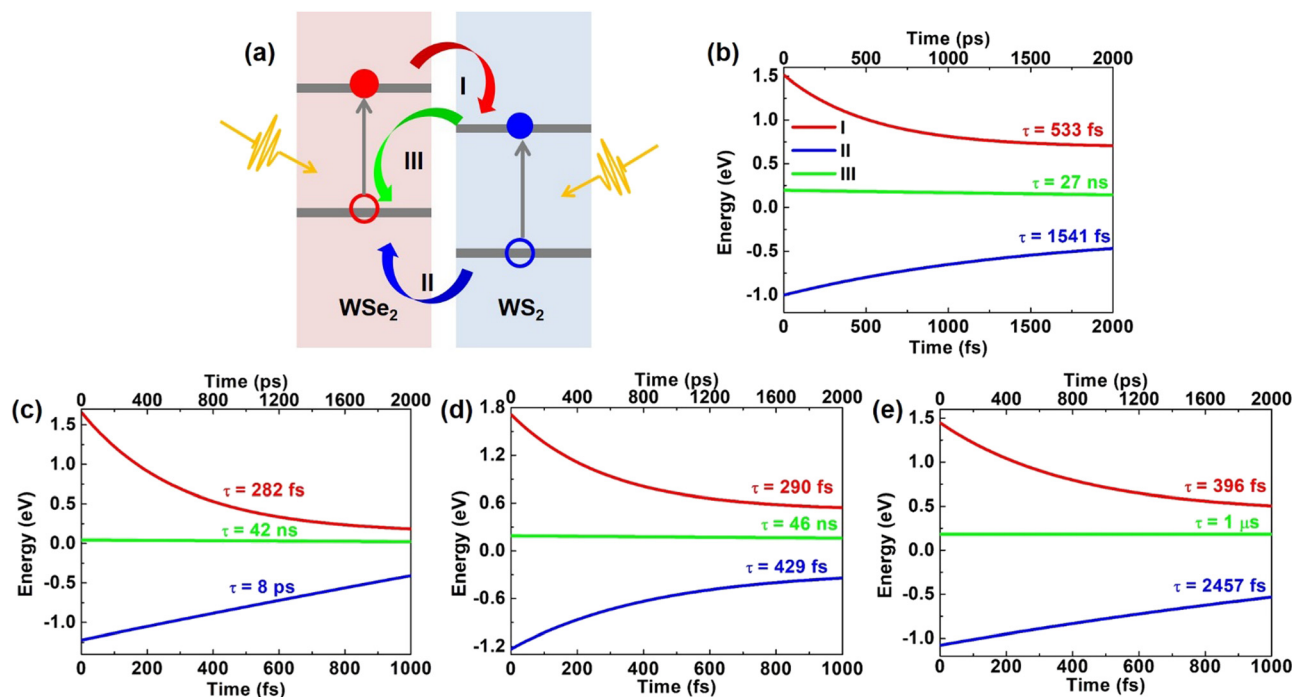 (a)
I
III
II
WSe2
WS2
(b)
Time (ps)
0 500 1000 1500 2000
1.5
1.0
0.5
0.0
-0.5
-1.0
Energy (eV)
I
II
III
τ = 533 fs
τ = 27 ns
τ = 1541 fs
0 500 1000 1500 2000
Time (fs)
(c)
Time (ps)
0 400 800 1200 1600 2000
1.5
1.0
0.5
0.0
-0.5
-1.0
Energy (eV)
τ = 282 fs
τ = 42 ns
τ = 8 ps
0 200 400 600 800 1000
Time (fs)
(d)
Time (ps)
0 400 800 1200 1600 2000
1.8
1.2
0.6
0.0
-0.6
-1.2
Energy (eV)
τ = 290 fs
τ = 46 ns
τ = 429 fs
0 200 400 600 800 1000
Time (fs)
(e)
Time (ps)
0 400 800 1200 1600 2000
1.5
1.0
0.5
0.0
-0.5
-1.0
Energy (eV)
τ = 396 fs
τ = 1 μs
τ = 2457 fs
0 200 400 600 800 1000
Time (fs)